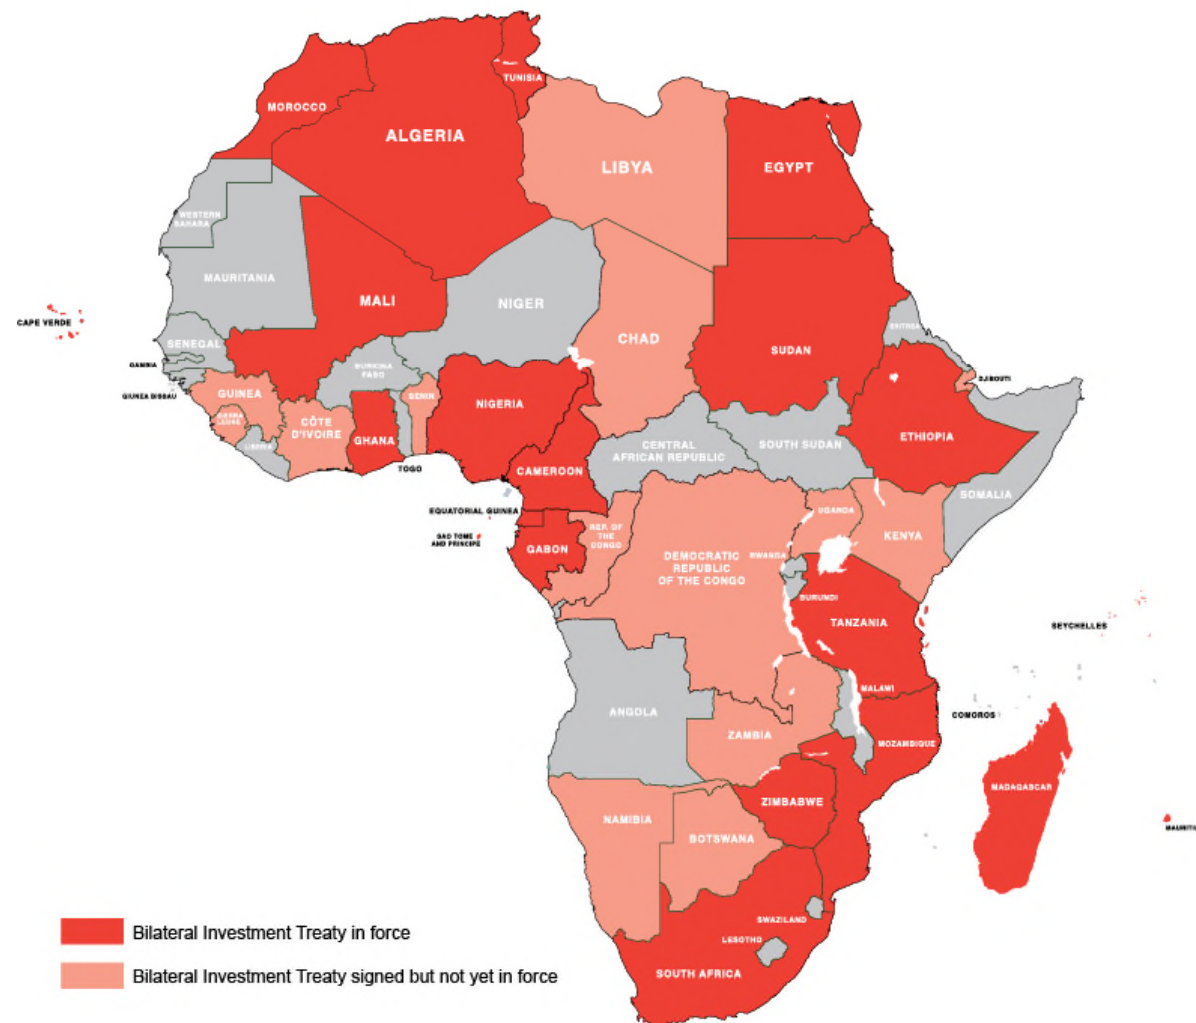 TUNISIA
MOROCCO
ALGERIA
LIBYA
EGYPT
WESTERN
SAHARA
MAURITANIA
MALI
NIGER
CAPE VERDE
CHAD
SUDAN
ERITREA
SENEGAL
GAMBIA
BURKINA
FASO
DJIBOUTI
GUINEA
GIUNEA BISSAU
BENIN
NIGERIA
SIERRA
LEONE
CÔTE
D'IVOIRE
GHANA
ETHIOPIA
LIBERIA
CENTRAL
AFRICAN REPUBLIC
SOUTH SUDAN
TOGO
CAMEROON
SOMALIA
EQUATORIAL GUINEA
UGANDA
REP. OF
THE
CONGO
KENYA
SAO TOME
AND PRINCIPE
GABON
DEMOCRATIC
REPUBLIC
OF THE CONGO
RWANDA
BURUNDI
TANZANIA
SEYCHELLES
MALAWI
ANGOLA
COMOROS
ZAMBIA
MOZAMBIQUE
MADAGASCAR
ZIMBABWE
NAMIBIA
MAURITI
BOTSWANA
SWAZILAND
LESOTHO
SOUTH AFRICA
Bilateral Investment Treaty in force
Bilateral Investment Treaty signed but not yet in force